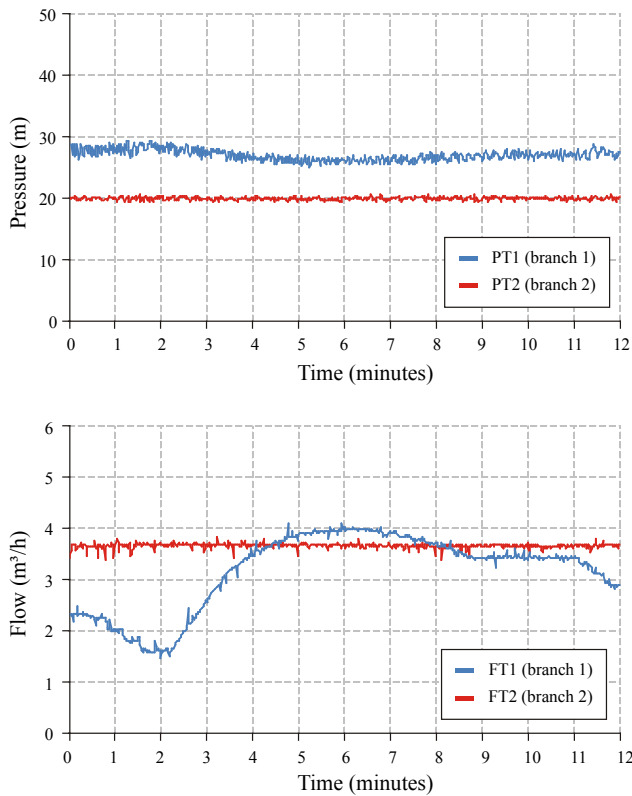 50
40
30
20
10
0
Pressure (m)
PT1 (branch 1)
PT2 (branch 2)
0 1 2 3 4 5 6 7 8 9 10 11 12
Time (minutes)
6
5
4
3
2
1
0
Flow (m³/h)
FT1 (branch 1)
FT2 (branch 2)
0 1 2 3 4 5 6 7 8 9 10 11 12
Time (minutes)